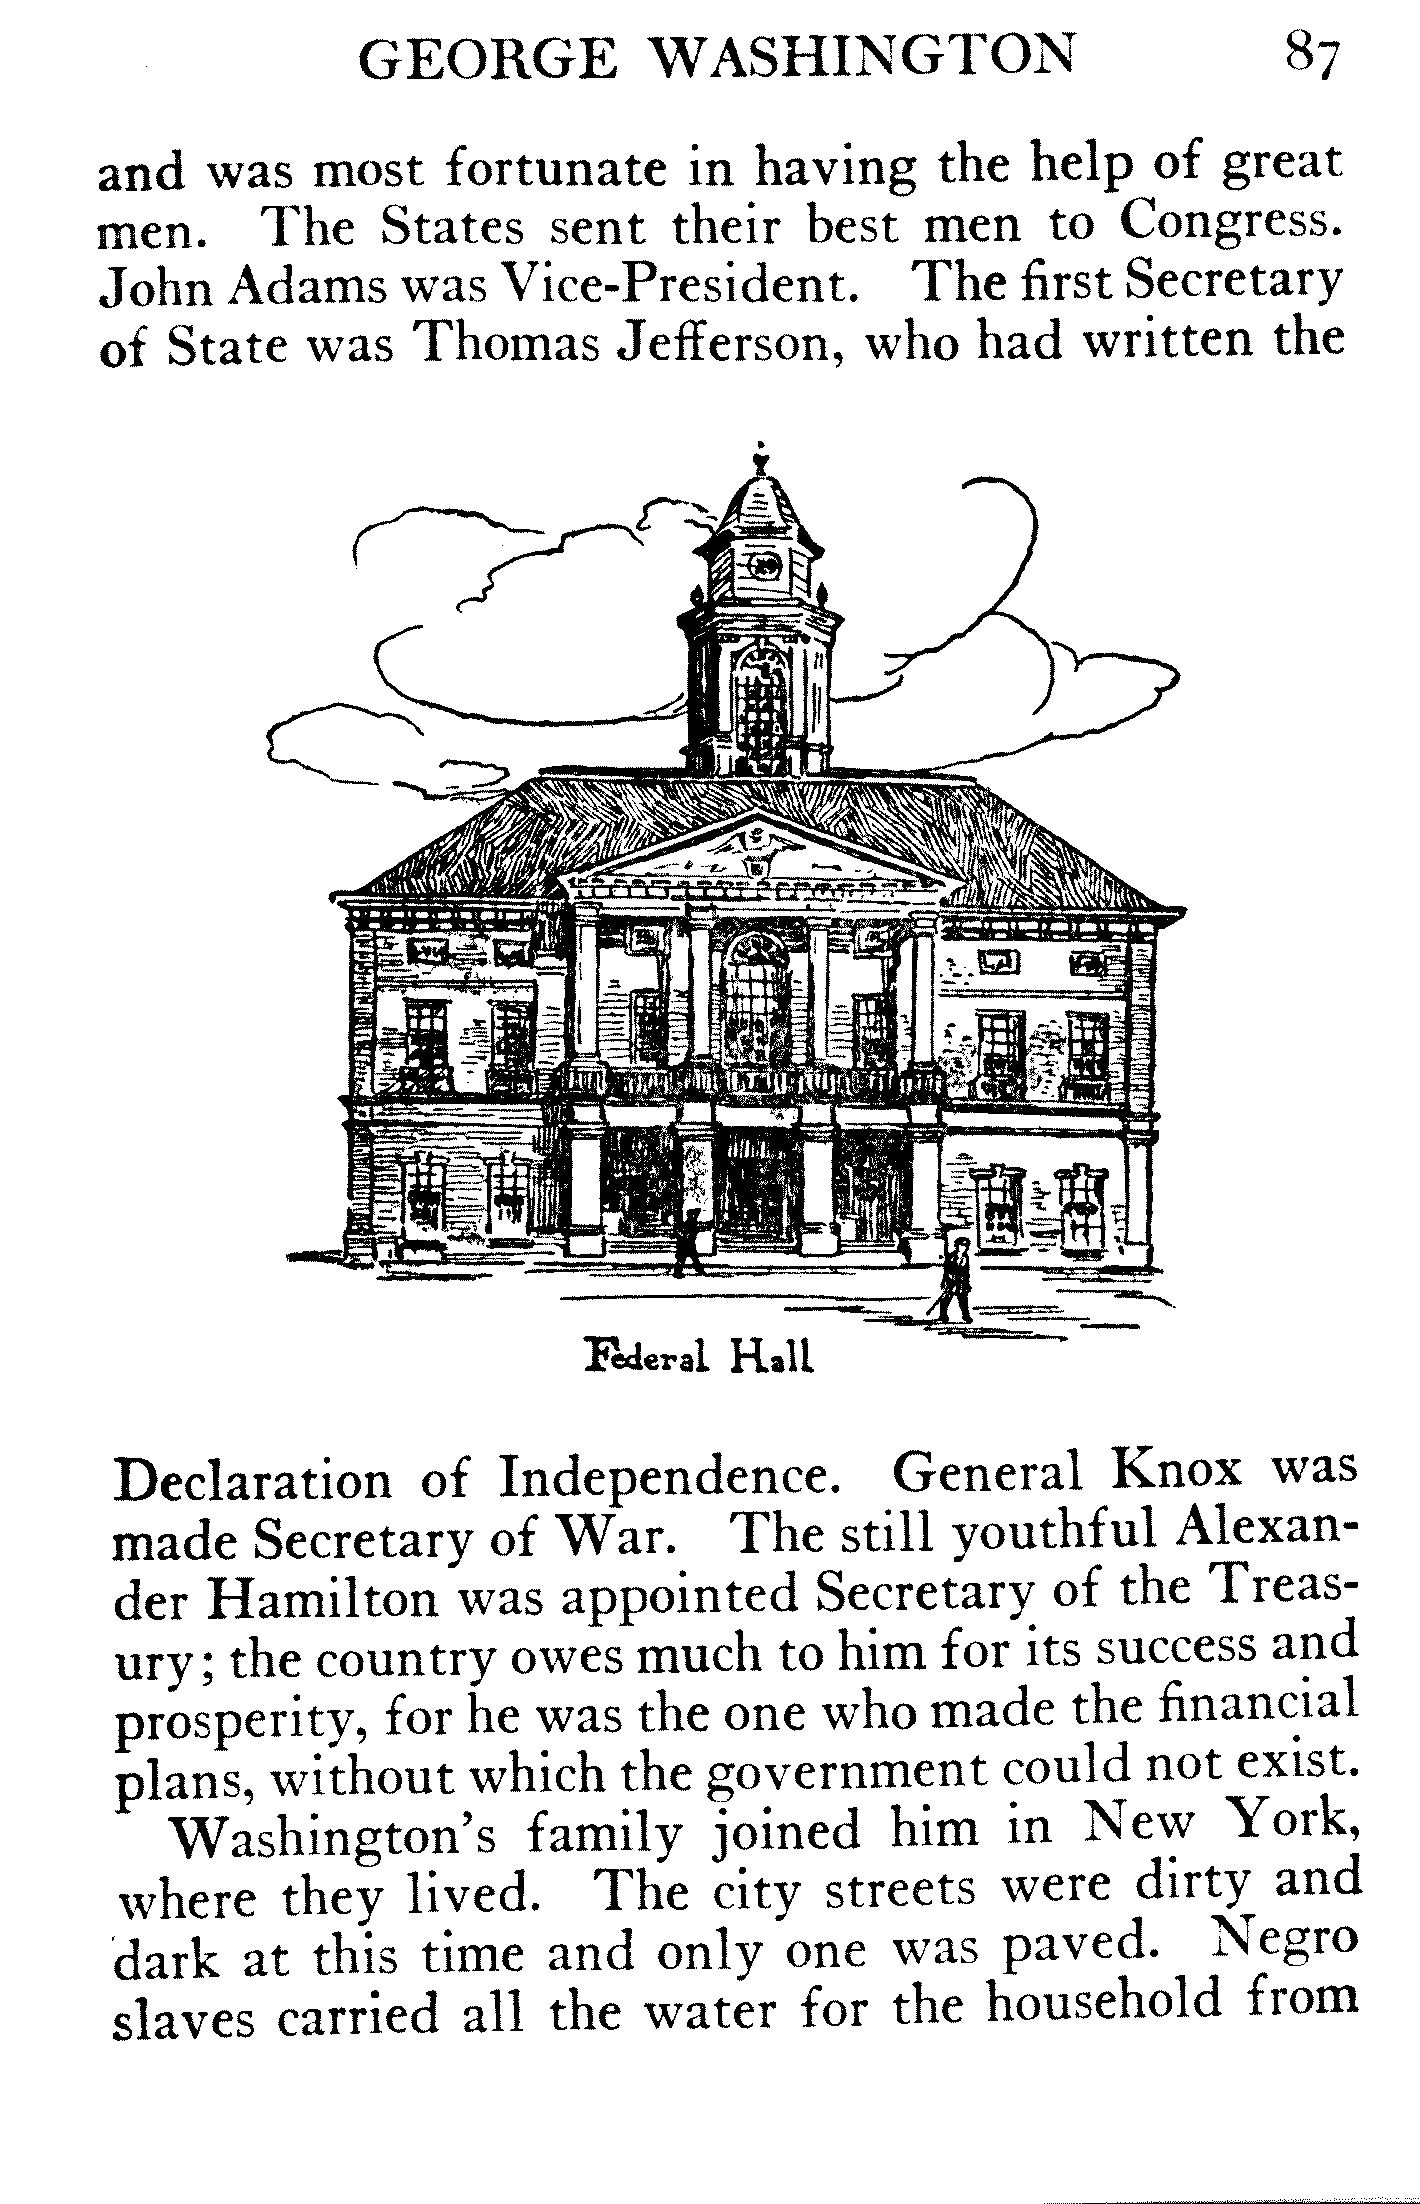 GEORGE WASHINGTON 87
and was most fortunate in having the help of great
men. The States sent their best men to Congress.
John Adams was Vice-President. The first Secretary
of State was Thomas Jefferson, who had written the
Federal Hall
Declaration of Independence. General Knox was
made Secretary of War. The still youthful Alexan-
der Hamilton was appointed Secretary of the Treas-
ury; the country owes much to him for its success and
prosperity, for he was the one who made the financial
plans, without which the government could not exist.
Washington's family joined him in New York,
where they lived. The city streets were dirty and
dark at this time and only one was paved. Negro
slaves carried all the water for the household from